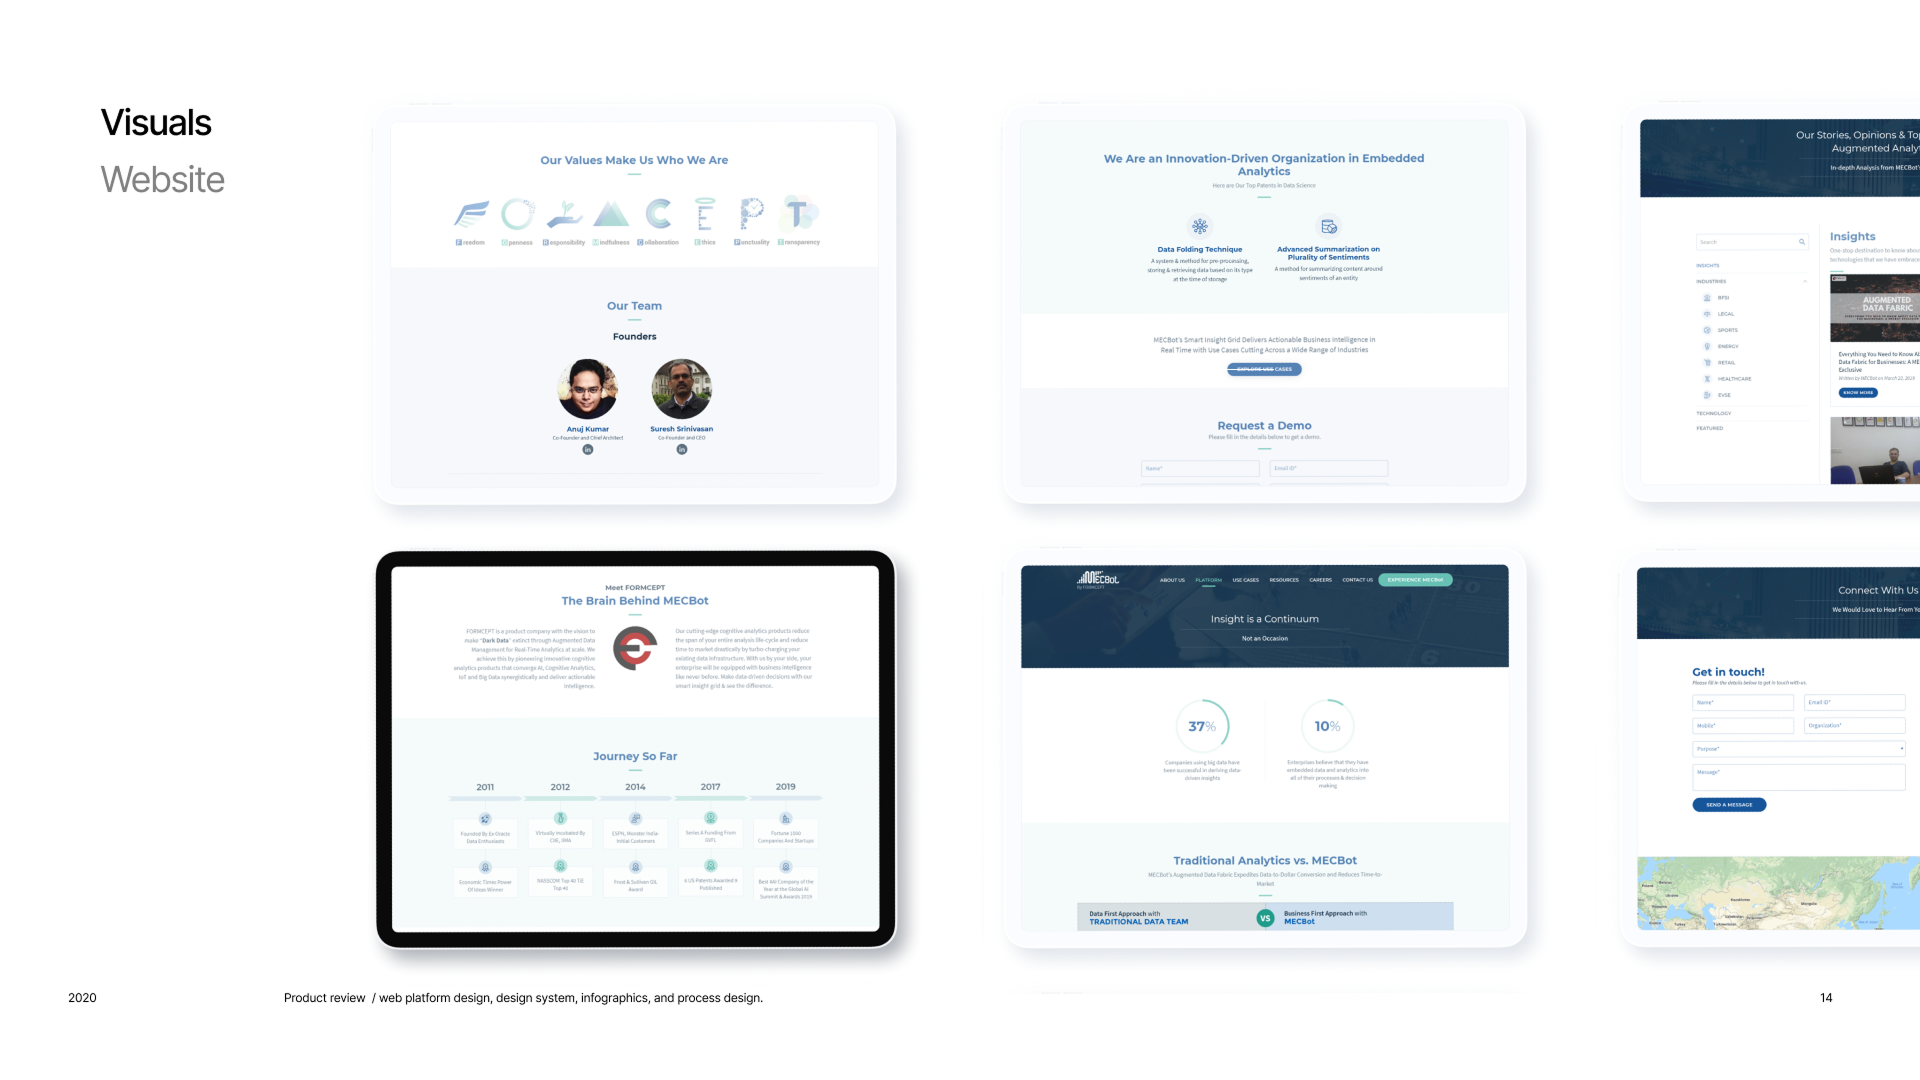 Visuals
Website
Our Values Make Us Who We Are
Freedom
Openness
Responsibility
Mindfulness
Collaboration
Ethics
Punctuality
Transparency
Our Team
Founders
Anuj Kumar
Co-Founder and Chief Architect
Suresh Srinivasan
Co-Founder and CEO
We Are an Innovation-Driven Organization in Embedded
Analytics
Here are Our Top Patents in Data Science
Data Folding Technique
A system & method for pre-processing,
storing & retrieving data based on its type
at the time of storage
Advanced Summarization on
Plurality of Sentiments
A method for summarizing content around
sentiments of an entity
MECBot's Smart Insight Grid Delivers Actionable Business Intelligence in
Real Time with Use Cases Cutting Across a Wide Range of Industries
EXPLORE USE CASES
Request a Demo
Please fill in the details below to get a demo.
Name*
Email ID*
Our Stories, Opinions & To
Augmented Analy
In-depth Analysis from MECBot's
Search
INSIGHTS
INDUSTRIES
BFSI
LEGAL
SPORTS
ENERGY
RETAIL
HEALTHCARE
EVSE
TECHNOLOGY
FEATURED
Insights
One-stop destination to know about
technologies that we have embrace
AUGMENTED
DATA FABRIC
Everything You Need to Know Ab
Data Fabric for Businesses: A ME
Exclusive
Written by MECBot on March 22, 2019
KNOW MORE
Meet FORMCEPT
The Brain Behind MECBot
FORMCEPT is a product company with the vision to
make "Dark Data" extinct through Augmented Data
Management for Real-Time Analytics at scale. We
achieve this by pioneering innovative cognitive
analytics products that converge AI, Cognitive Analytics,
IoT and Big Data synergistically and deliver actionable
intelligence.
Our cutting-edge cognitive analytics products reduce
the span of your entire analysis life-cycle and reduce
time to market drastically by turbo-charging your
existing data infrastructure. With us by your side, your
enterprise will be equipped with business intelligence
like never before. Make data-driven decisions with our
smart insight grid & see the difference.
Journey So Far
2011
2012
2014
2017
2019
Founded By Ex-Oracle
Data Enthusiasts
Virtually Incubated By
CIIE, IIMA
ESPN, Monster India-
Initial Customers
Series A Funding From
GVFL
Fortune 1000
Companies And Startups
Economic Times Power
Of Ideas Winner
NASSCOM Top 40 TiE
Top 40
Frost & Sullivan GIL
Award
Published
Best AI Company of the
Year at the Global AI
Summit & Awards 2019
MECBot
By FORMCEPT
ABOUT US
PLATFORM
USE CASES
RESOURCES
CAREERS
CONTACT US
EXPERIENCE MECBot
Insight is a Continuum
Not an Occasion
37%
Companies using big data have
been successful in deriving data-
driven insights
10%
Enterprises believe that they have
embedded data and analytics into
all of their processes & decision
making
Traditional Analytics vs. MECBot
MECBot's Augmented Data Fabric Expedites Data-to-Dollar Conversion and Reduces Time-to-
Market
Data First Approach with
TRADITIONAL DATA TEAM
VS
Business First Approach with
MECBot
Connect With Us
We Would Love to Hear From Yo
Get in touch!
Please fill in the details below to get in touch with us.
Name*
Email ID*
Mobile*
Organization*
Purpose*
Message*
SEND A MESSAGE
Kazakhstan
Mongolia
Turkey
2020
Product review / web platform design, design system, infographics, and process design.
14